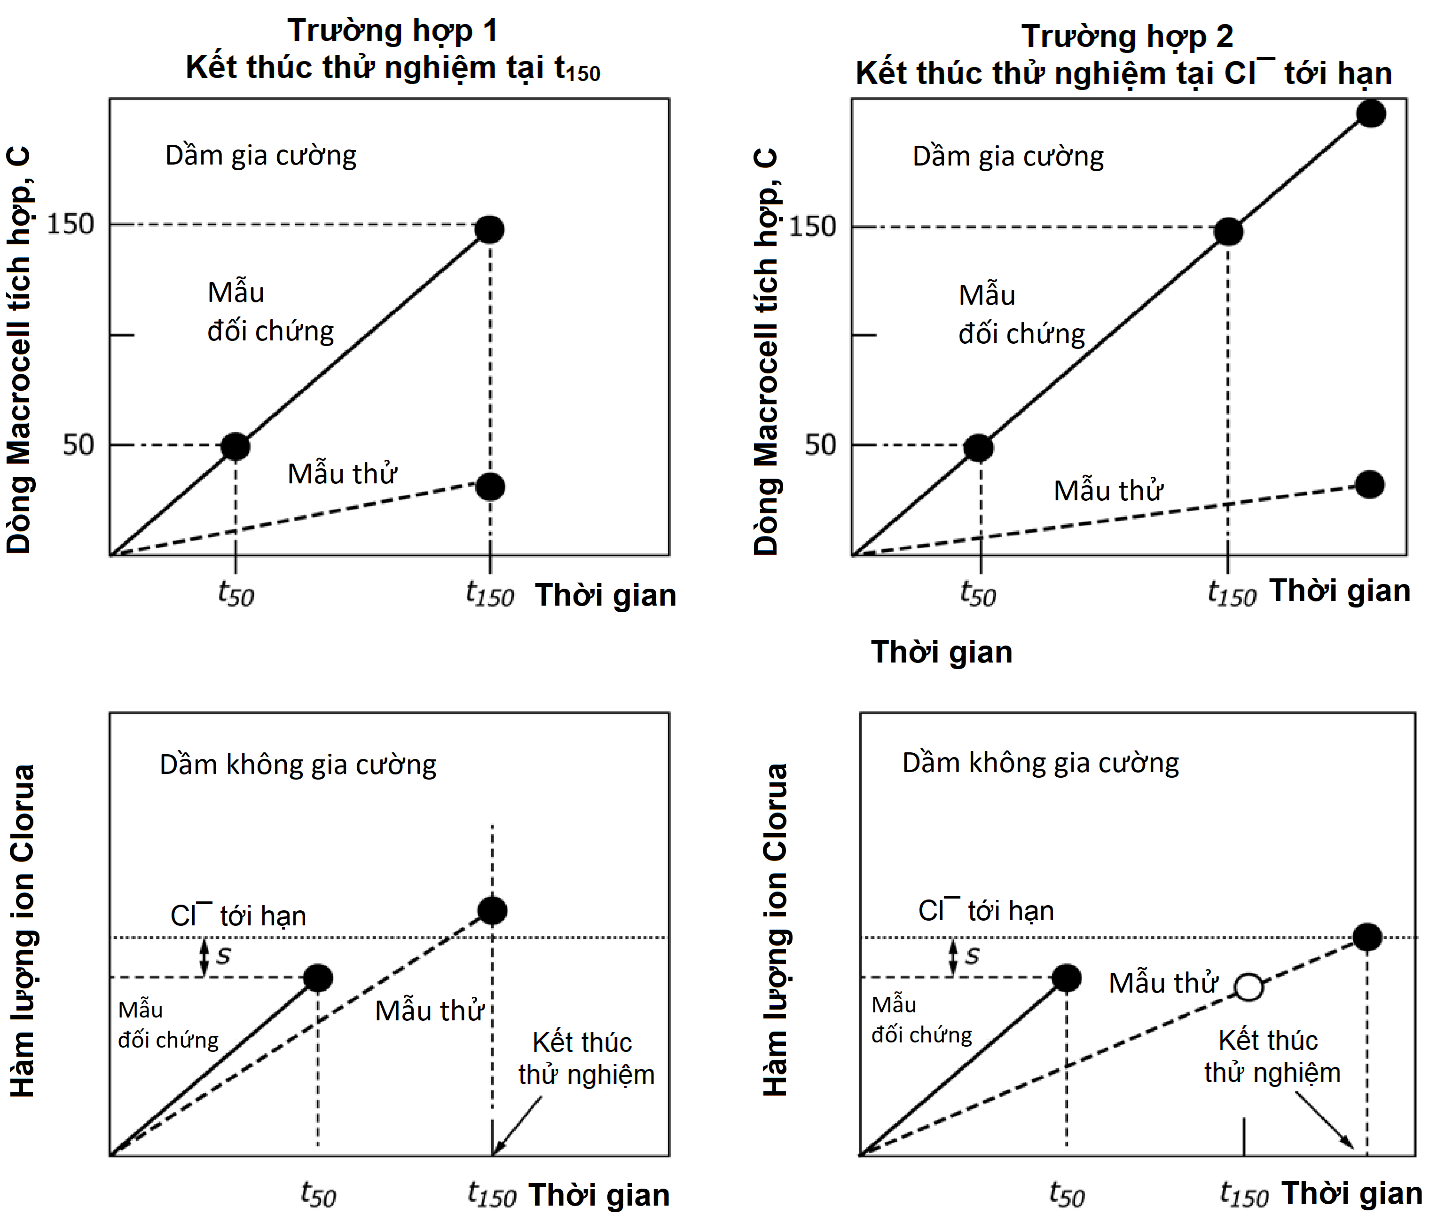 Trường hợp 1
Kết thúc thử nghiệm tại t150
Dòng Macrocell tích hợp, C
Dầm gia cường
150
Mẫu
đối chứng
50
Mẫu thử
t50
t150
Thời gian
Trường hợp 2
Kết thúc thử nghiệm tại Cl¯ tới hạn
Dòng Macrocell tích hợp, C
Dầm gia cường
150
Mẫu
đối chứng
50
Mẫu thử
t50
t150
Thời gian
Thời gian
Hàm lượng ion Clorua
Dầm không gia cường
Cl¯ tới hạn
s
Mẫu
đối chứng
Mẫu thử
Kết thúc
thử nghiệm
t50
t150
Thời gian
Hàm lượng ion Clorua
Dầm không gia cường
Cl¯ tới hạn
s
Mẫu
đối chứng
Mẫu thử
Kết thúc
thử nghiệm
t50
t150
Thời gian